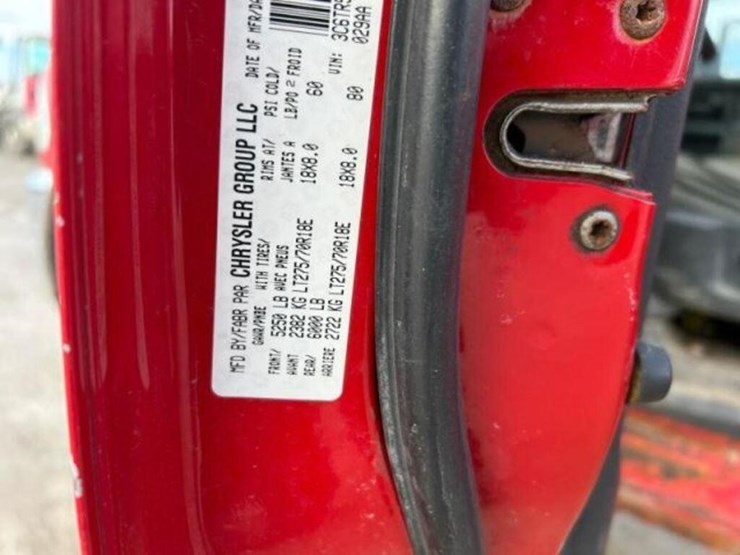 MFD BY/FABR PAR CHRYSLER GROUP LLC DATE OF MFR/DA
GAWR/PNBE WITH TIRES/ RIMS AT/ PSI COLD/
FRONT/ 5250 LB AVEC PNEUS JANTES A LB/PO 2 FROID
AVANT 2382 KG LT275/70R18E 18X8.0 60
REAR/ 6000 LB
ARRIERE 2722 KG LT275/70R18E 18X8.0 80 VIN: 3C6TR5
029AA